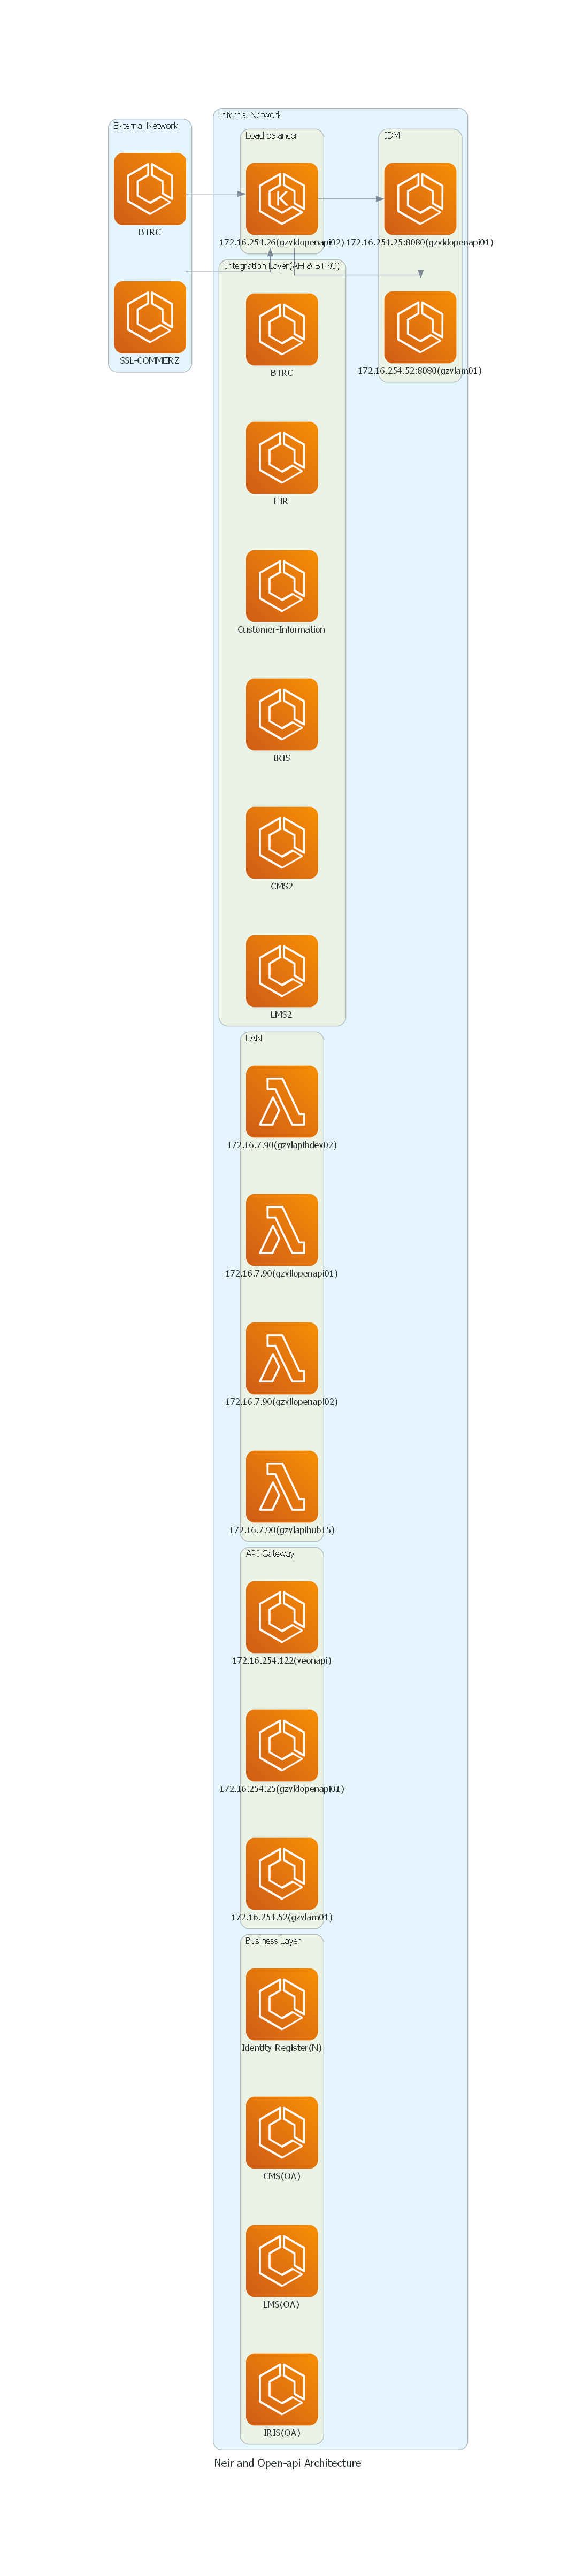 External Network
BTRC
SSL-COMMERZ
Internal Network
Load balancer
172.16.254.26(gzvldopenapi02)
IDM
172.16.254.25:8080(gzvldopenapi01)
172.16.254.52:8080(gzvlam01)
Integration Layer(AH & BTRC)
BTRC
EIR
Customer-Information
IRIS
CMS2
LMS2
LAN
172.16.7.90(gzvlapihdev02)
172.16.7.90(gzvllopenapi01)
172.16.7.90(gzvllopenapi02)
172.16.7.90(gzvlapihub15)
API Gateway
172.16.254.122(veonapi)
172.16.254.25(gzvldopenapi01)
172.16.254.52(gzvlam01)
Business Layer
Identity-Register(N)
CMS(OA)
LMS(OA)
IRIS(OA)
Neir and Open-api Architecture